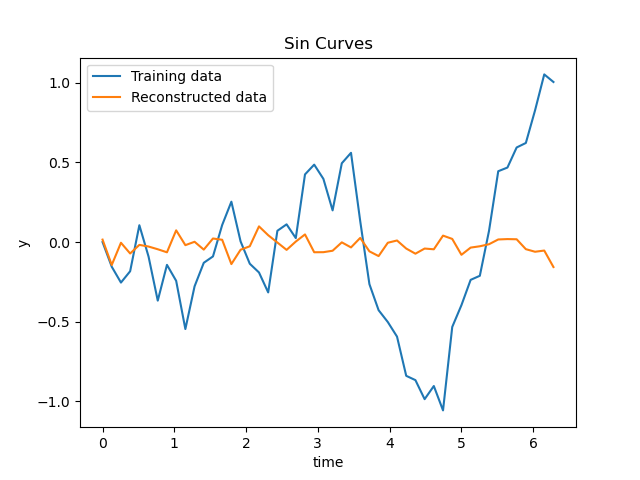 Sin Curves
Training data
Reconstructed data
1.0
0.5
0.0
−0.5
−1.0
y
0 1 2 3 4 5 6
time